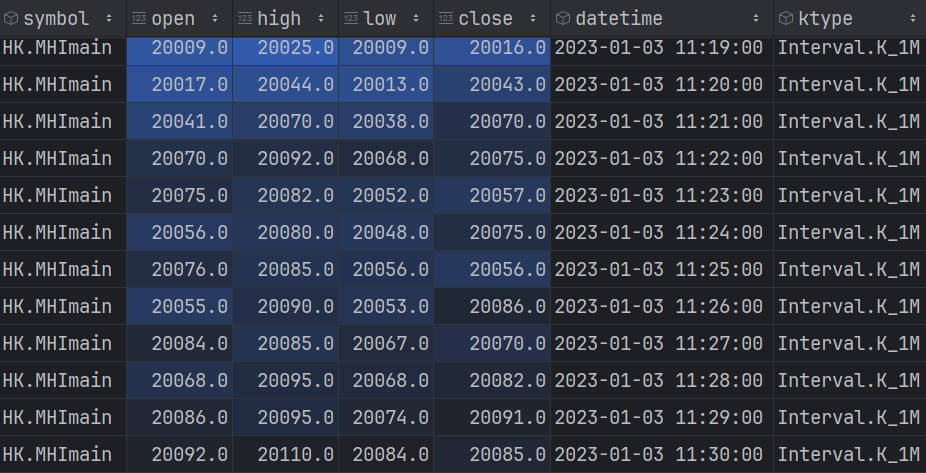 symbol 123 open 123 high 123 low 123 close datetime ktype
HK.MHImain 20009.0 20025.0 20009.0 20016.0 2023-01-03 11:19:00 Interval.K_1M
HK.MHImain 20017.0 20044.0 20013.0 20043.0 2023-01-03 11:20:00 Interval.K_1M
HK.MHImain 20041.0 20070.0 20038.0 20070.0 2023-01-03 11:21:00 Interval.K_1M
HK.MHImain 20070.0 20092.0 20068.0 20075.0 2023-01-03 11:22:00 Interval.K_1M
HK.MHImain 20075.0 20082.0 20052.0 20057.0 2023-01-03 11:23:00 Interval.K_1M
HK.MHImain 20056.0 20080.0 20048.0 20075.0 2023-01-03 11:24:00 Interval.K_1M
HK.MHImain 20076.0 20085.0 20056.0 20056.0 2023-01-03 11:25:00 Interval.K_1M
HK.MHImain 20055.0 20090.0 20053.0 20086.0 2023-01-03 11:26:00 Interval.K_1M
HK.MHImain 20084.0 20085.0 20067.0 20070.0 2023-01-03 11:27:00 Interval.K_1M
HK.MHImain 20068.0 20095.0 20068.0 20082.0 2023-01-03 11:28:00 Interval.K_1M
HK.MHImain 20086.0 20095.0 20074.0 20091.0 2023-01-03 11:29:00 Interval.K_1M
HK.MHImain 20092.0 20110.0 20084.0 20085.0 2023-01-03 11:30:00 Interval.K_1M